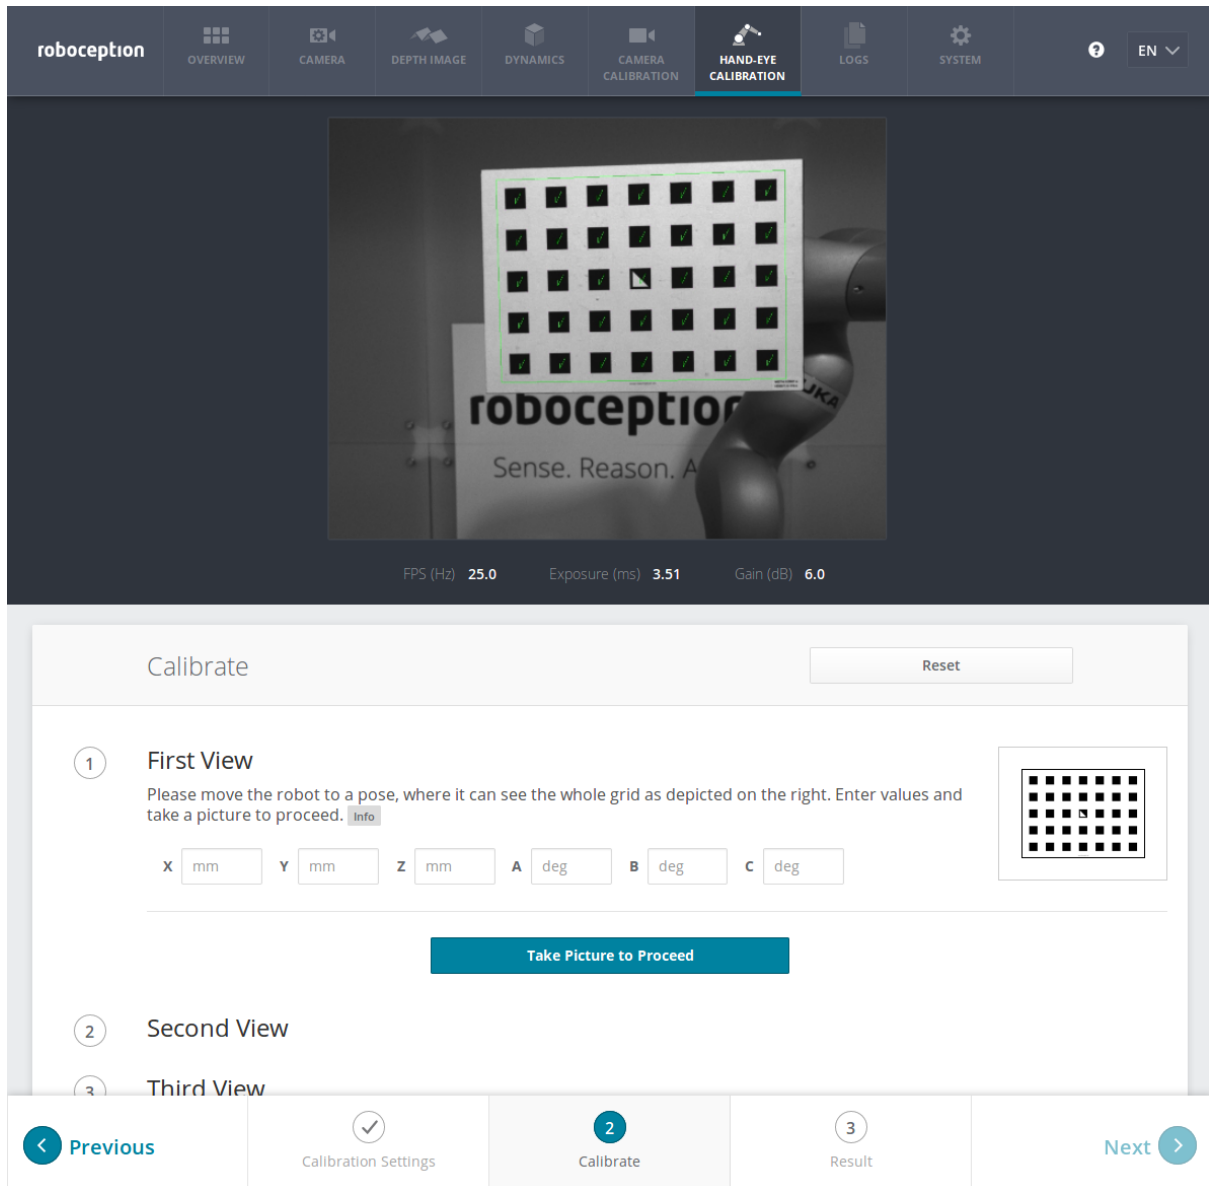 roboception
OVERVIEW
CAMERA
DEPTH IMAGE
DYNAMICS
CAMERA
CALIBRATION
HAND-EYE
CALIBRATION
LOGS
SYSTEM
EN
roboception
Sense. Reason. A
KUKA
FPS (Hz) 25.0 Exposure (ms) 3.51 Gain (dB) 6.0
Calibrate
Reset
1 First View
Please move the robot to a pose, where it can see the whole grid as depicted on the right. Enter values and
take a picture to proceed. Info
X mm Y mm Z mm A deg B deg C deg
Take Picture to Proceed
2 Second View
3 Third View
Previous
Calibration Settings
2
Calibrate
3
Result
Next